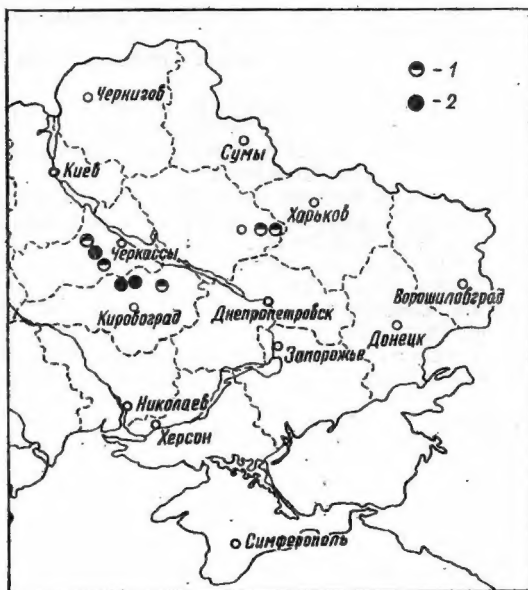 - 1
- 2
Чернигов
Сумы
Киев
Харьков
Черкассы
Ворошиловград
Кировоград
Днепропетровск
Донецк
Запорожье
Николаев
Херсон
Симферополь